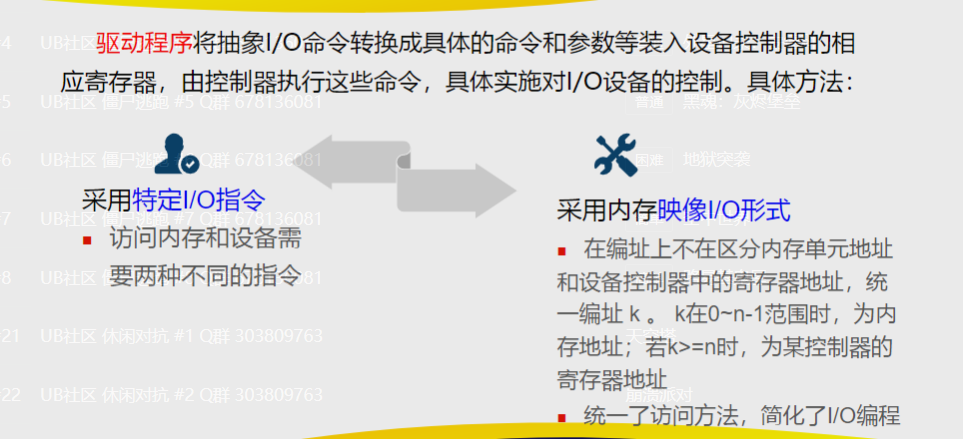 驱动程序将抽象I/O命令转换成具体的命令和参数等装入设备控制器的相
应寄存器，由控制器执行这些命令，具体实施对I/O设备的控制。具体方法：
采用特定I/O指令
访问内存和设备需
要两种不同的指令
采用内存映像I/O形式
在编址上不在区分内存单元地址
和设备控制器中的寄存器地址，统
一编址 k 。 k在0~n-1范围时，为内
存地址；若k>=n时，为某控制器的
寄存器地址
统一了访问方法，简化了I/O编程
4 UB社区
5 UB社区 僵尸逃跑 #5 Q群 678136081 普通 黑魂：灰烬堡垒
6 UB社区 僵尸逃跑 Q群 678136081 困难 地狱突袭
7 UB社区 僵尸逃跑 #7 Q群 678136081
8 UB社区
21 UB社区 休闲对抗 #1 Q群 303809763
22 UB社区 休闲对抗 #2 Q群 303809763